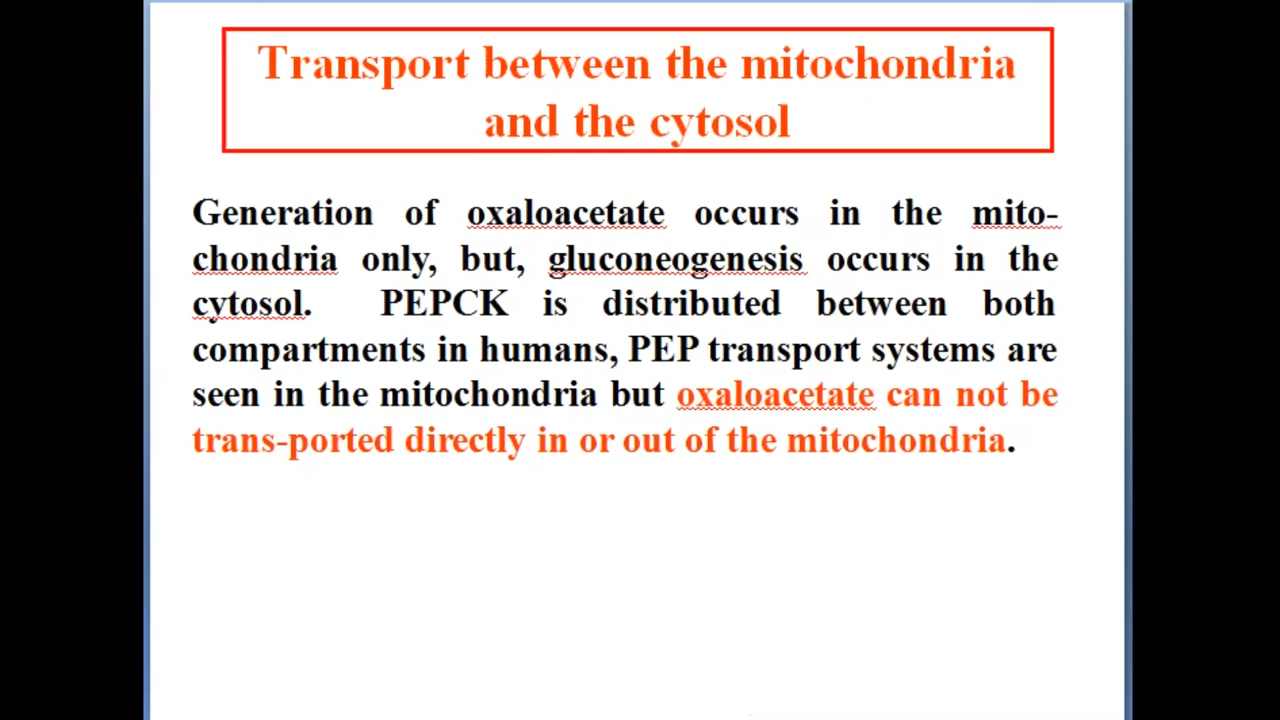 Transport between the mitochondria
and the cytosol
Generation of oxaloacetate occurs in the mito-
chondria only, but, gluconeogenesis occurs in the
cytosol. PEPCK is distributed between both
compartments in humans, PEP transport systems are
seen in the mitochondria but oxaloacetate can not be
trans-ported directly in or out of the mitochondria.